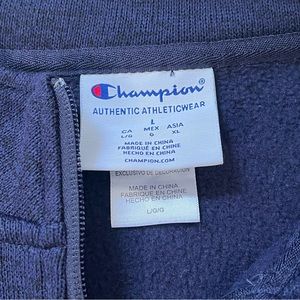 Champion
AUTHENTIC ATHLETICWEAR
L
CA MEX ASIA
L/G G XL
MADE IN CHINA
FABRIQUÉ EN CHINE
HECHO EN CHINA
CHAMPION.COM
EXCLUSIVO DE DECORACIÓN
MADE IN CHINA
FABRIQUÉ EN CHINE
HECHO EN CHINA
L/G/G